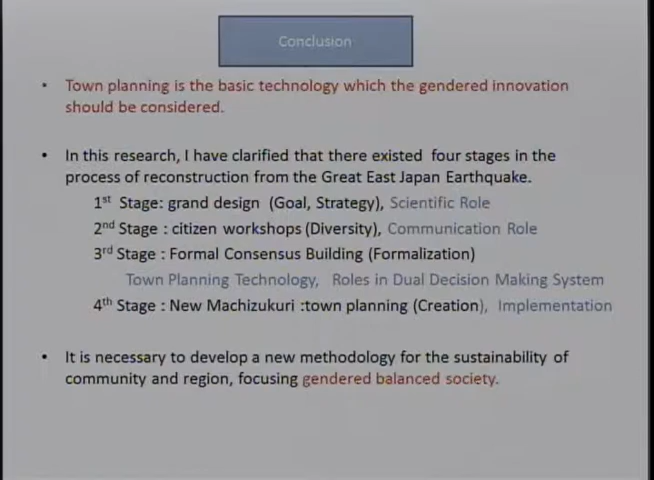 Conclusion
• Town planning is the basic technology which the gendered innovation
should be considered.
• In this research, I have clarified that there existed four stages in the
process of reconstruction from the Great East Japan Earthquake.
1st Stage: grand design (Goal, Strategy), Scientific Role
2nd Stage : citizen workshops (Diversity), Communication Role
3rd Stage : Formal Consensus Building (Formalization)
Town Planning Technology, Roles in Dual Decision Making System
4th Stage : New Machizukuri :town planning (Creation), Implementation
• It is necessary to develop a new methodology for the sustainability of
community and region, focusing gendered balanced society.